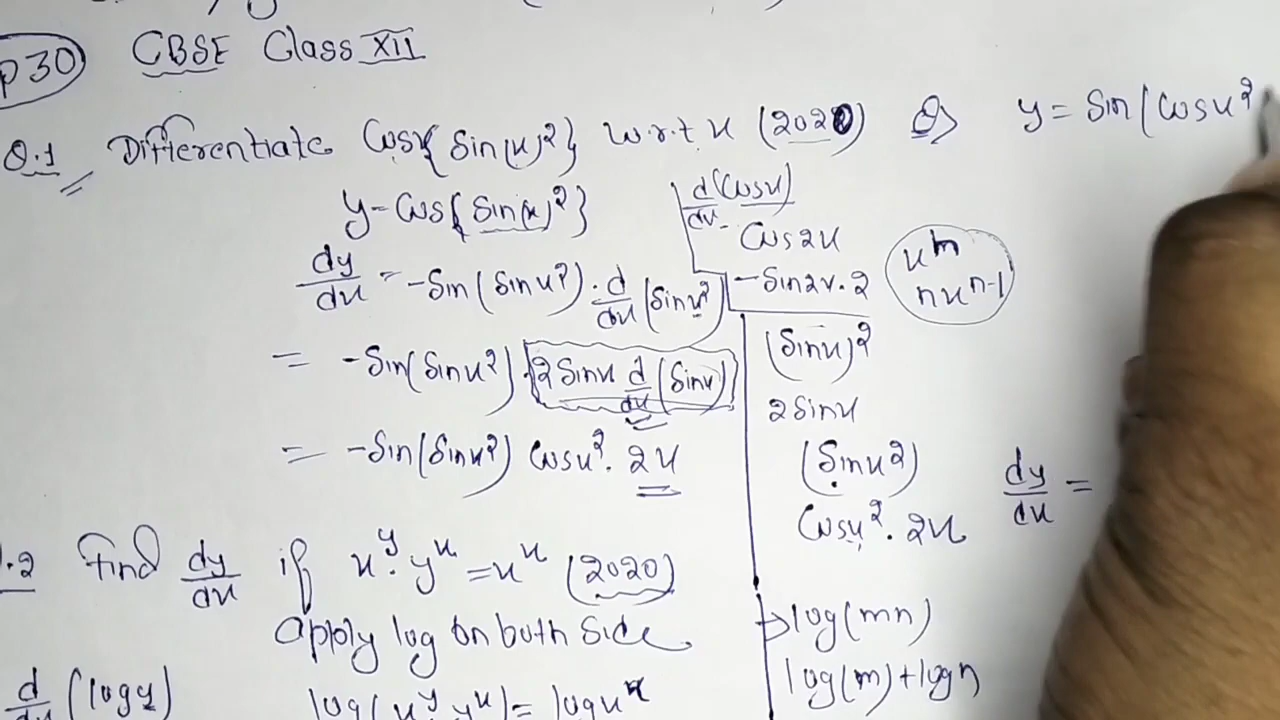 p30 CBSE Class XII
Q.1 Differentiate Cos{Sin(x)²} w.r.t x (2020)
y = Cos{Sin(x)²}
dy/dx = -Sin(Sinx²) . d/dx (Sinx²)
= -Sin(Sinx²) . 2Sinx d/dx (Sinx)
= -Sin(Sinx²) Cosx² . 2x
d/dx (Cosx)
Cos2x
-Sin2x . 2
xⁿ
nxⁿ⁻¹
(Sinx)²
2Sinx
(Sinx²)
Cosx² . 2x
Q> y = Sin(Cosx²
dy/dx =
.2 Find dy/dx if x^y . y^x = x^x (2020)
Apply log on both side
d/dx (logy)
log(x^y y^x) = logx^x
→ log(mn)
log(m) + logn